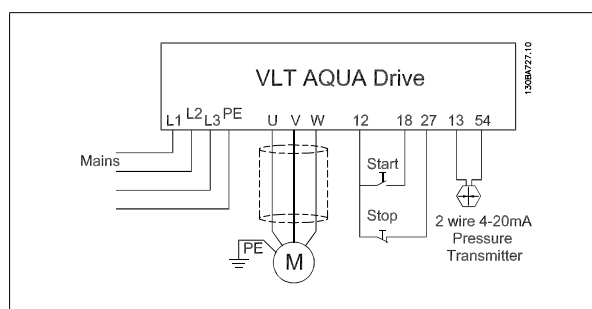 VLT AQUA Drive
130BA727.10
L1 L2 L3 PE U V W 12 18 27 13 54
Mains
Start
Stop
2 wire 4-20mA
Pressure
Transmitter
PE
M